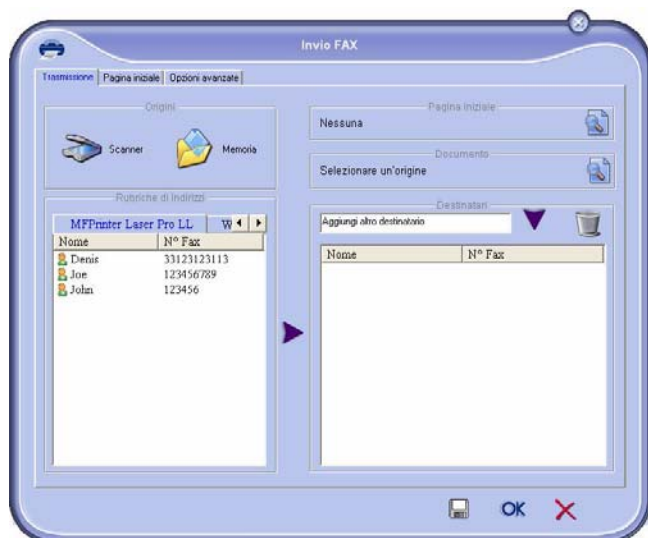 Invio FAX
Trasmissione Pagina iniziale Opzioni avanzate
Origini
Scanner Memoria
Rubriche di Indirizzi
MFPrinter Laser Pro LL W
Nome N° Fax
Denis 33123123113
Joe 123456789
John 123456
Pagina Iniziale
Nessuna
Documento
Selezionare un'origine
Destinatari
Aggiungi altro destinatario
Nome N° Fax
OK